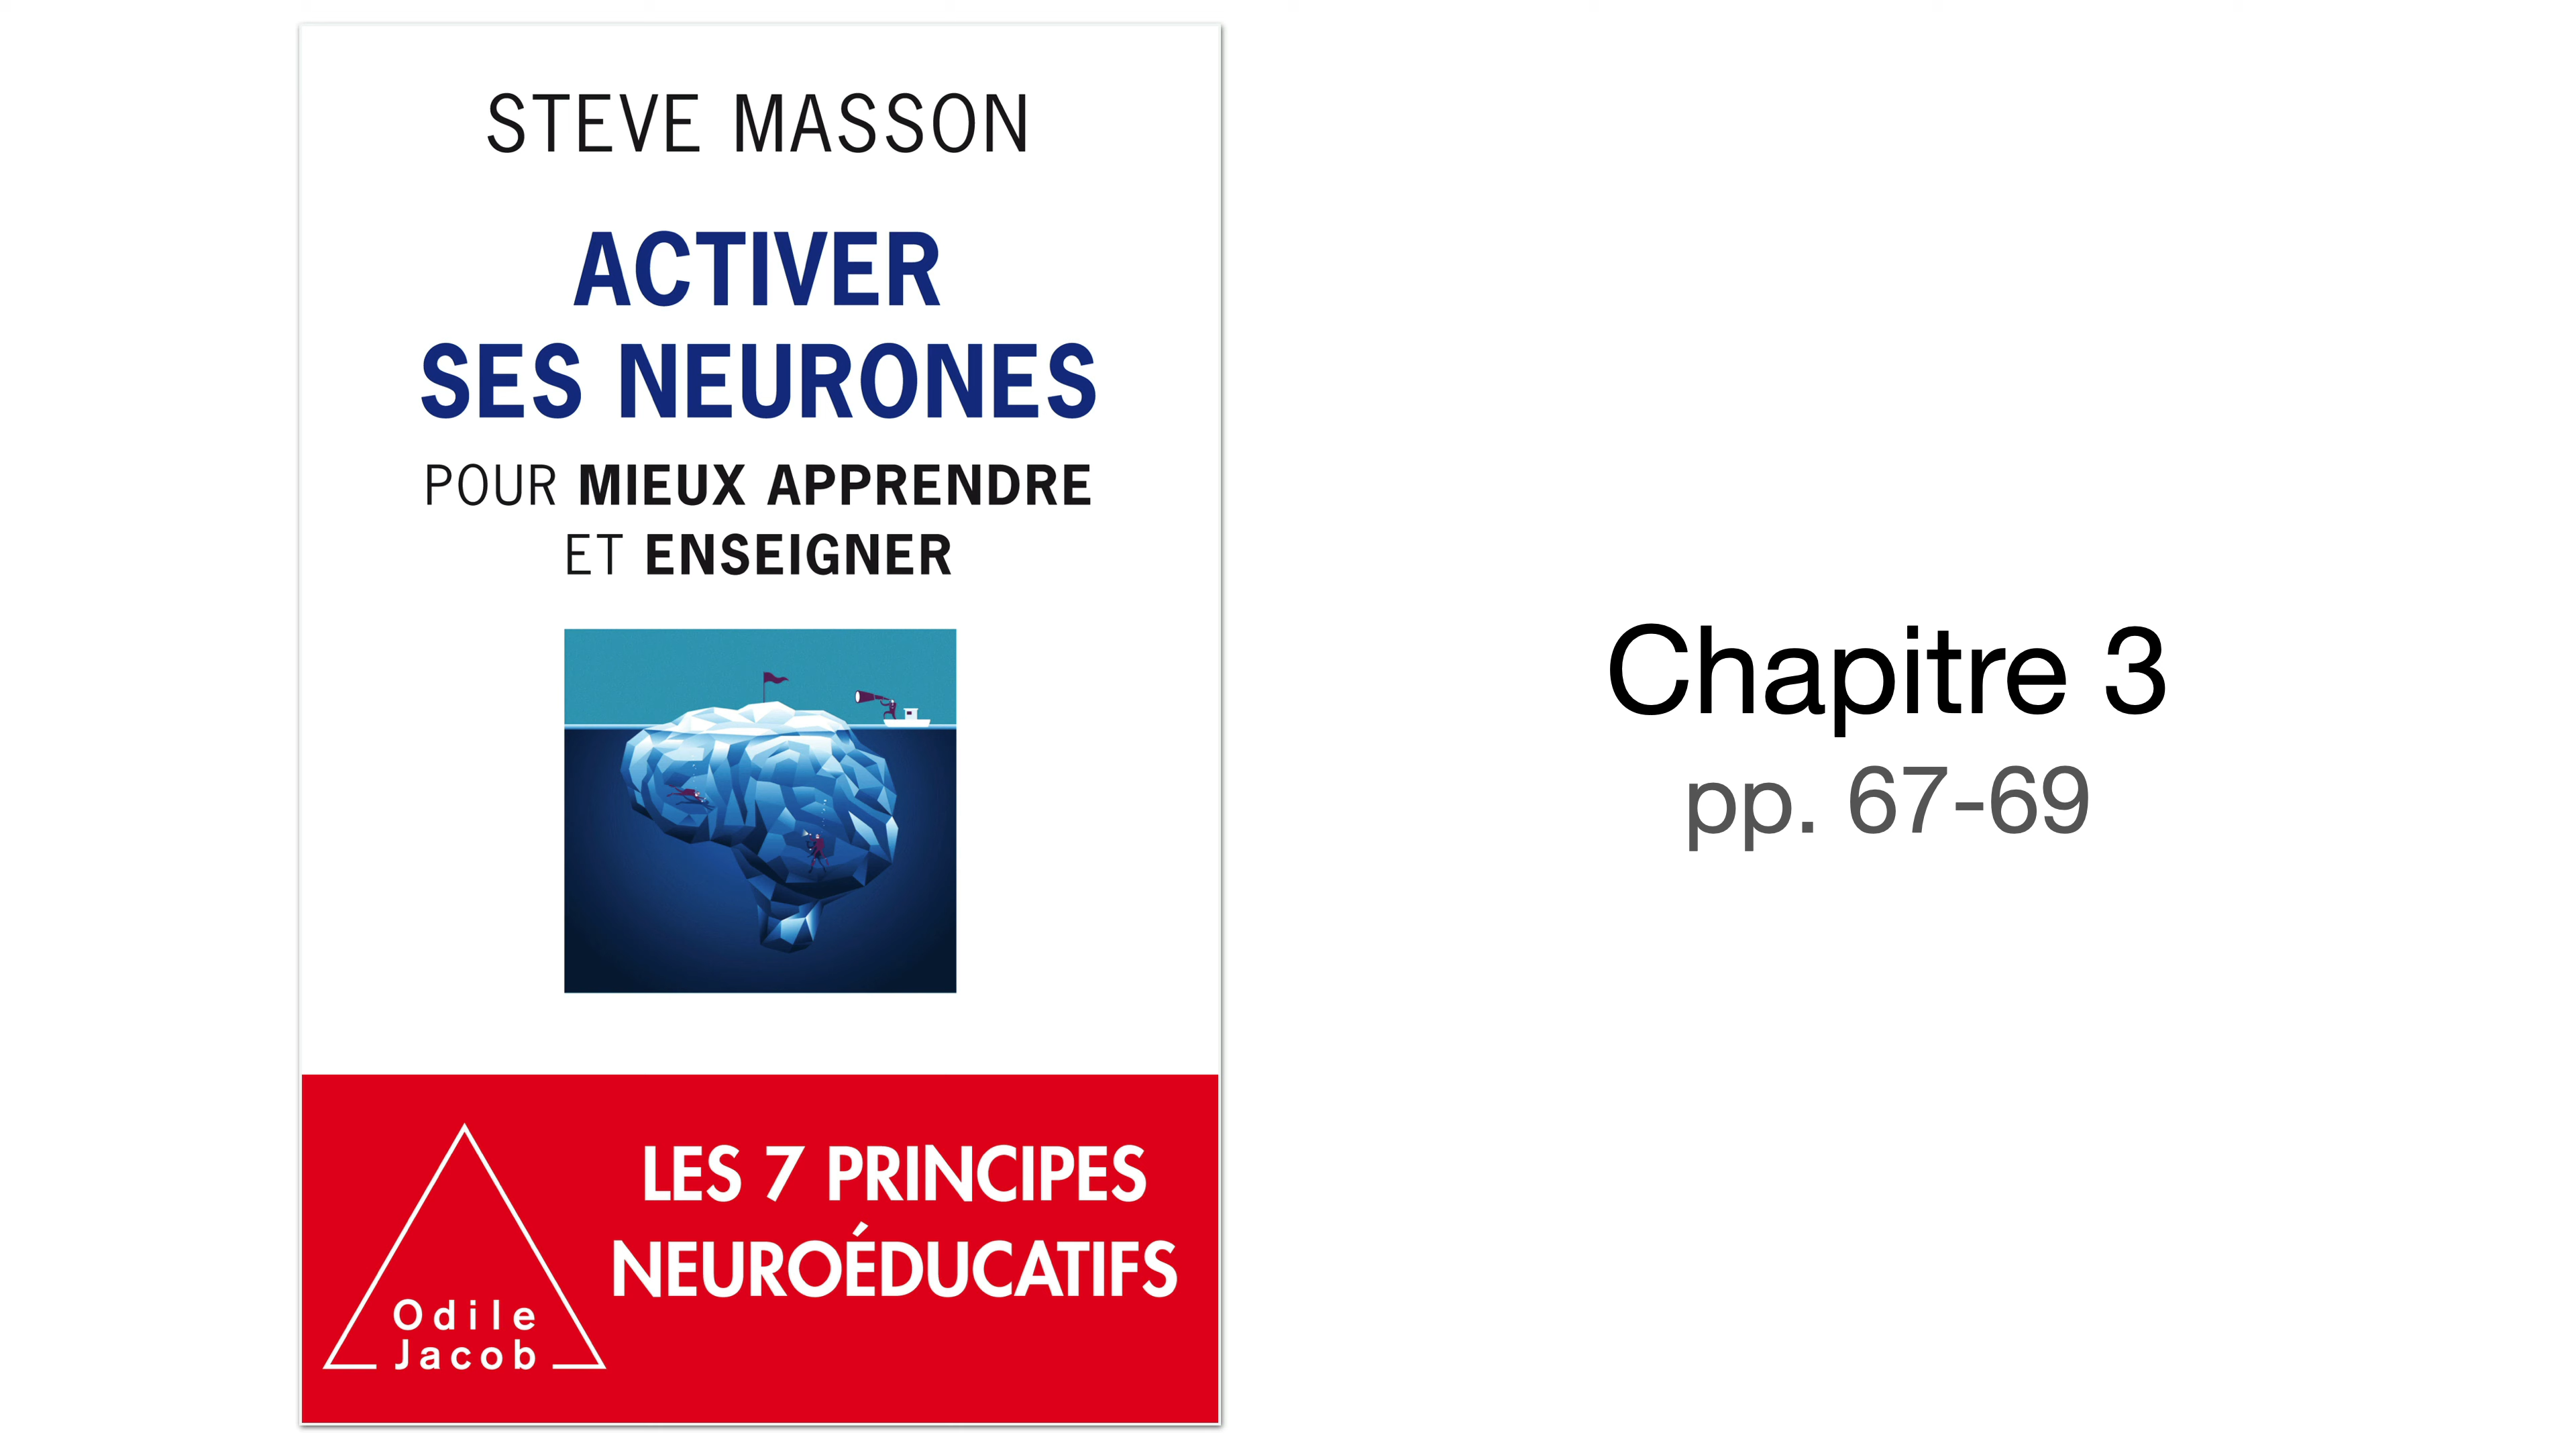 STEVE MASSON
ACTIVER
SES NEURONES
POUR MIEUX APPRENDRE
ET ENSEIGNER
LES 7 PRINCIPES
NEUROÉDUCATIFS
Odile
Jacob
Chapitre 3
pp. 67-69